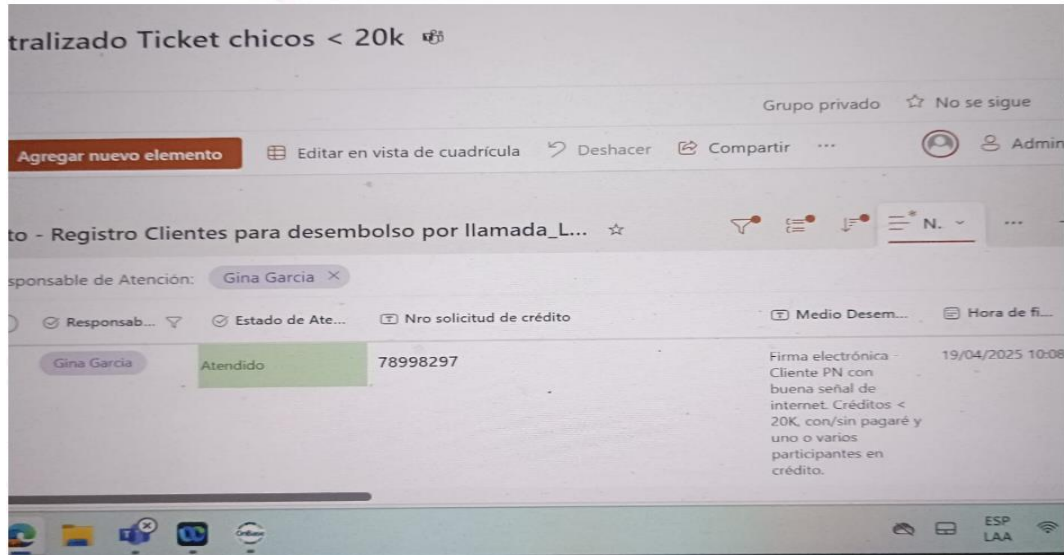 tralizado Ticket chicos < 20k
Grupo privado ☆ No se sigue
Agregar nuevo elemento Editar en vista de cuadrícula Deshacer Compartir ··· Admin
to - Registro Clientes para desembolso por llamada_L... ☆ N. ···
sponsable de Atención: Gina Garcia ×
Responsab... Estado de Ate... Nro solicitud de crédito Medio Desem... Hora de fi...
Gina Garcia Atendido 78998297 Firma electrónica - 19/04/2025 10:08
Cliente PN con
buena señal de
internet. Créditos <
20K, con/sin pagaré y
uno o varios
participantes en
crédito.
OnBase ESP
LAA